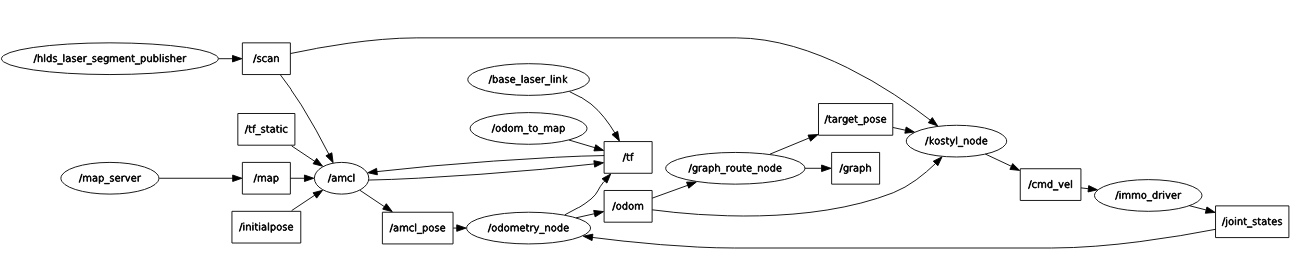 /hlds_laser_segment_publisher
/scan
/base_laser_link
/target_pose
/tf_static
/odom_to_map
/kostyl_node
/tf
/graph_route_node
/graph
/map_server
/map
/amcl
/cmd_vel
/immo_driver
/odom
/initialpose
/amcl_pose
/odometry_node
/joint_states